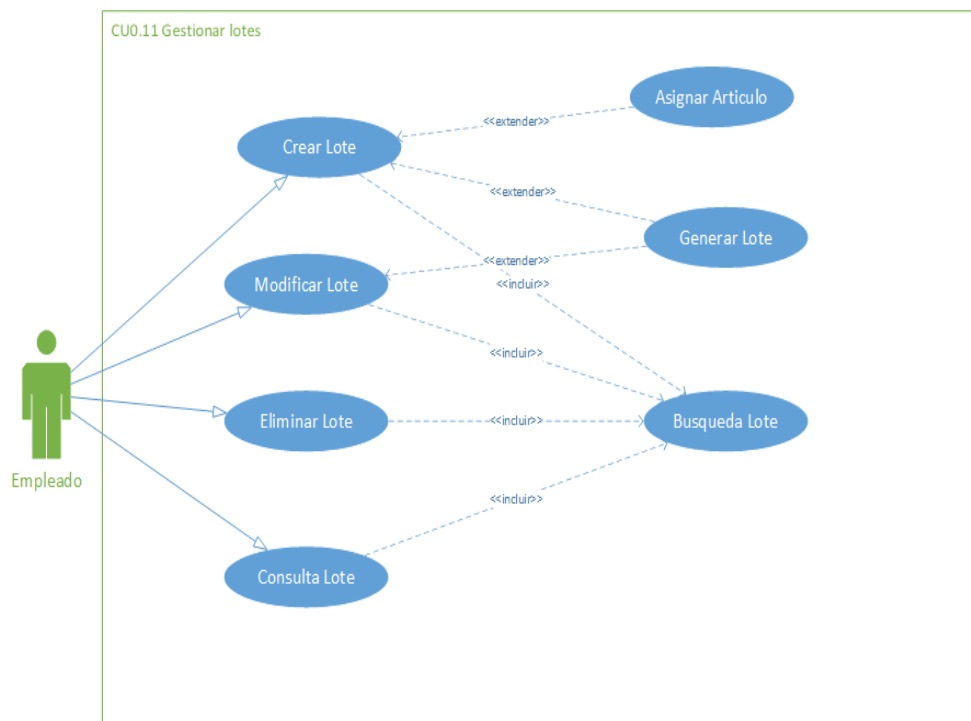 CU0.11 Gestionar lotes
Asignar Articulo
<<extender>>
Crear Lote
<<extender>>
Generar Lote
<<extender>>
Modificar Lote
<<incluir>>
<<incluir>>
Eliminar Lote
<<incluir>>
Búsqueda Lote
Empleado
<<incluir>>
Consulta Lote